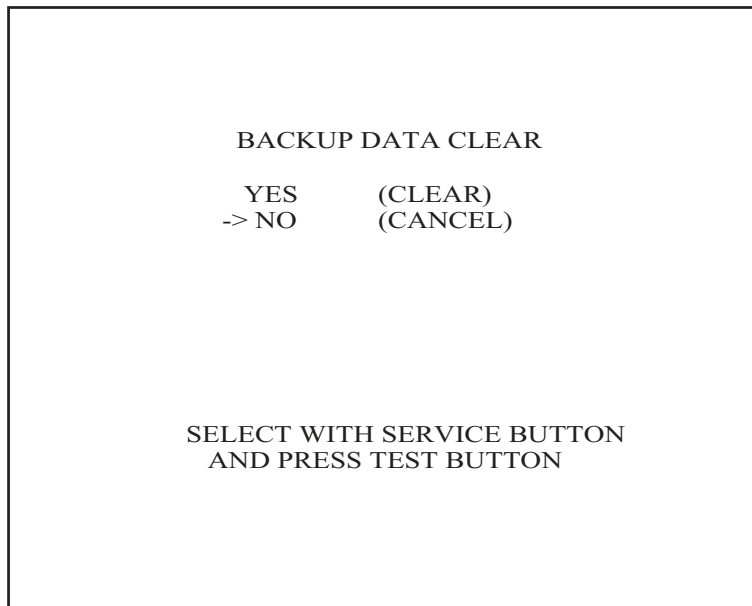 BACKUP DATA CLEAR
YES (CLEAR)
-> NO (CANCEL)
SELECT WITH SERVICE BUTTON
AND PRESS TEST BUTTON